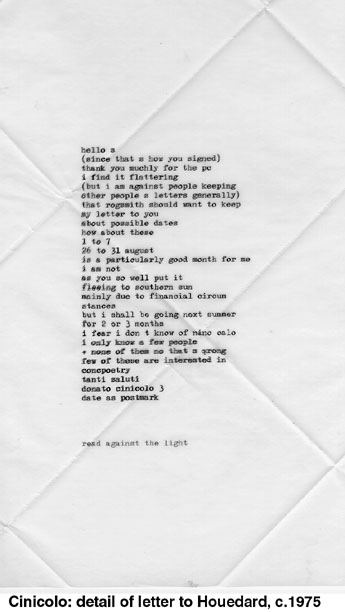 hello s
(since that s how you signed)
thank you muchly for the pc
i find it flattering
(but i am against people keeping
other people s letters generally)
that rogsmith should want to keep
my letter to you
about possible dates
how about these
1 to 7
26 to 31 august
is a particularly good month for me
i am not
as you so well put it
fleeing to southern sun
mainly due to financial circum
stances
but i shall be going next summer
for 2 or 3 months
i fear i don t know of nino calo
i only know a few people
+ none of them no that s qrong
few of theme are interested in
concpoetry
tanti saluti
donato cinicolo 3
date as postmark
read against the light
Cinicolo: detail of letter to Houedard, c.1975